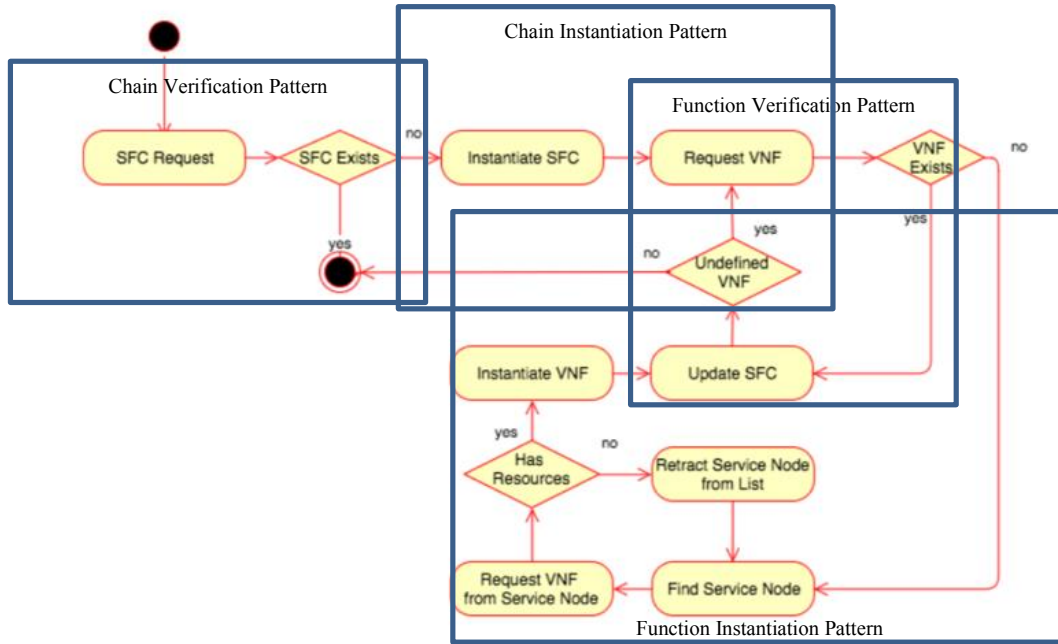 Chain Instantiation Pattern
Chain Verification Pattern
Function Verification Pattern
SFC Request
SFC Exists
no
Instantiate SFC
Request VNF
VNF
Exists
no
yes
yes
yes
no
Undefined
VNF
Instantiate VNF
Update SFC
yes
no
Has
Resources
Retract Service Node
from List
Request VNF
from Service Node
Find Service Node
Function Instantiation Pattern